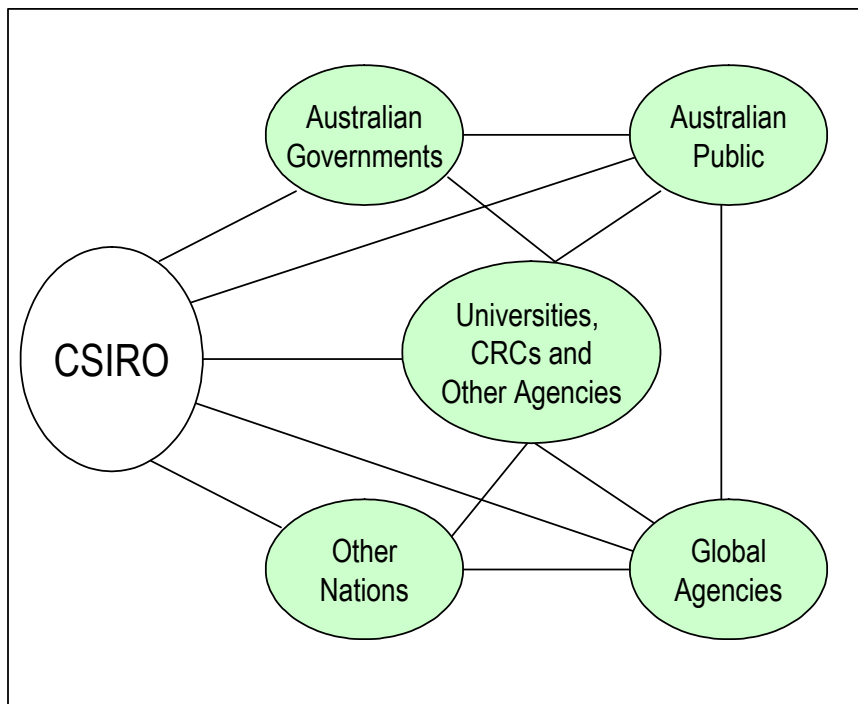 Australian
Governments
Australian
Public
CSIRO
Universities,
CRCs and
Other Agencies
Other
Nations
Global
Agencies